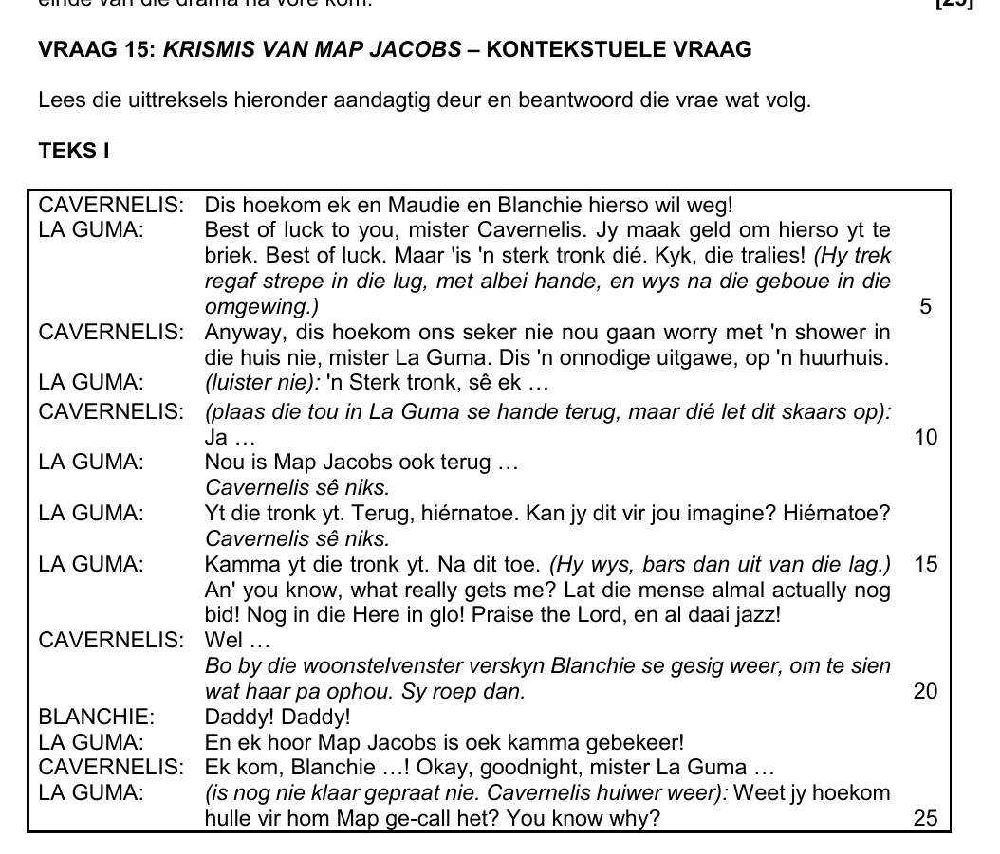 einde van die drama na vore kom. [25]
VRAAG 15: KRISMIS VAN MAP JACOBS – KONTEKSTUELE VRAAG
Lees die uittreksels hieronder aandagtig deur en beantwoord die vrae wat volg.
TEKS I
CAVERNELIS: Dis hoekom ek en Maudie en Blanchie hierso wil weg!
LA GUMA: Best of luck to you, mister Cavernelis. Jy maak geld om hierso yt te
briek. Best of luck. Maar 'is 'n sterk tronk dié. Kyk, die tralies! (Hy trek
regaf strepe in die lug, met albei hande, en wys na die geboue in die
omgewing.) 5
CAVERNELIS: Anyway, dis hoekom ons seker nie nou gaan worry met 'n shower in
die huis nie, mister La Guma. Dis 'n onnodige uitgawe, op 'n huurhuis.
LA GUMA: (luister nie): 'n Sterk tronk, sê ek …
CAVERNELIS: (plaas die tou in La Guma se hande terug, maar dié let dit skaars op):
Ja … 10
LA GUMA: Nou is Map Jacobs ook terug …
Cavernelis sê niks.
LA GUMA: Yt die tronk yt. Terug, hiérnatoe. Kan jy dit vir jou imagine? Hiérnatoe?
Cavernelis sê niks.
LA GUMA: Kamma yt die tronk yt. Na dit toe. (Hy wys, bars dan uit van die lag.) 15
An' you know, what really gets me? Lat die mense almal actually nog
bid! Nog in die Here in glo! Praise the Lord, en al daai jazz!
CAVERNELIS: Wel …
Bo by die woonstelvenster verskyn Blanchie se gesig weer, om te sien
wat haar pa ophou. Sy roep dan. 20
BLANCHIE: Daddy! Daddy!
LA GUMA: En ek hoor Map Jacobs is oek kamma gebekeer!
CAVERNELIS: Ek kom, Blanchie …! Okay, goodnight, mister La Guma …
LA GUMA: (is nog nie klaar gepraat nie. Cavernelis huiwer weer): Weet jy hoekom
hulle vir hom Map ge-call het? You know why? 25